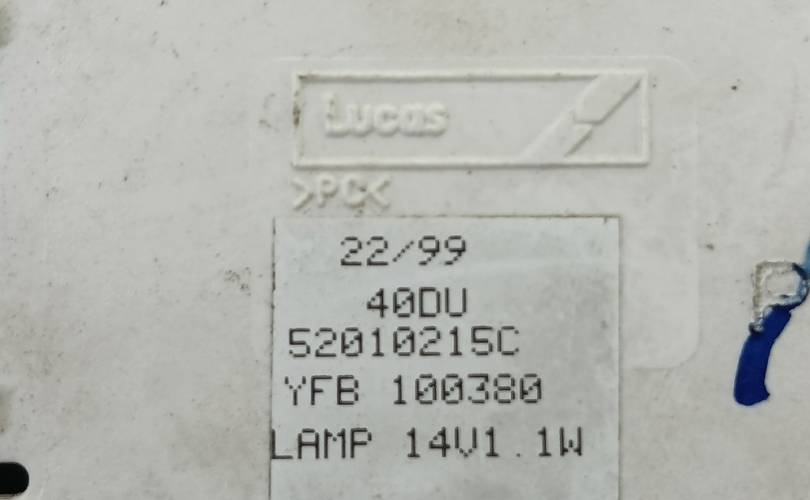 Lucas
>PC<
22/99
40DU
52010215C
YFB 100380
LAMP 14V1.1W
P